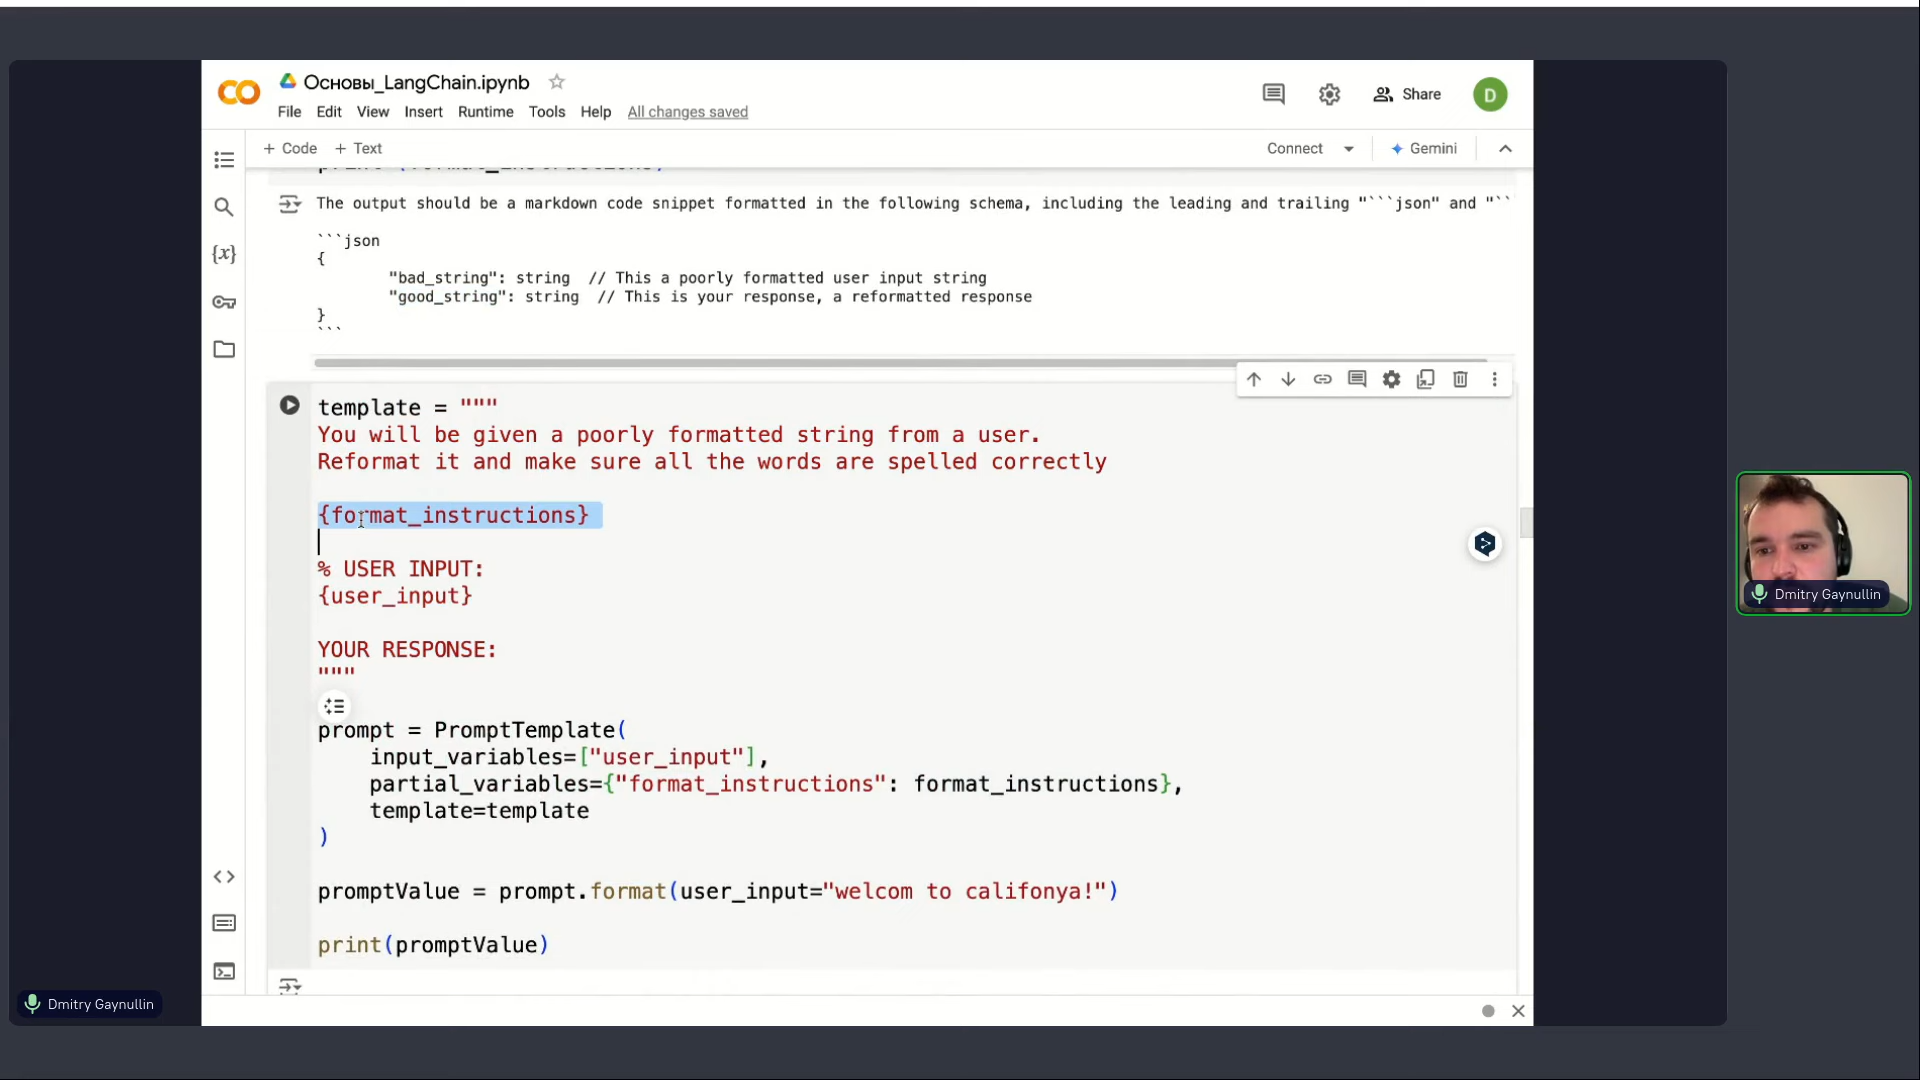 Основы_LangChain.ipynb
File Edit View Insert Runtime Tools Help All changes saved
Share
D
+ Code + Text
Connect
Gemini
The output should be a markdown code snippet formatted in the following schema, including the leading and trailing "```json" and "``
```json
{
"bad_string": string // This a poorly formatted user input string
"good_string": string // This is your response, a reformatted response
}
```
template = """
You will be given a poorly formatted string from a user.
Reformat it and make sure all the words are spelled correctly
{format_instructions}
% USER INPUT:
{user_input}
YOUR RESPONSE:
"""
prompt = PromptTemplate(
input_variables=["user_input"],
partial_variables={"format_instructions": format_instructions},
template=template
)
promptValue = prompt.format(user_input="welcom to califonya!")
print(promptValue)
Dmitry Gaynullin
Dmitry Gaynullin